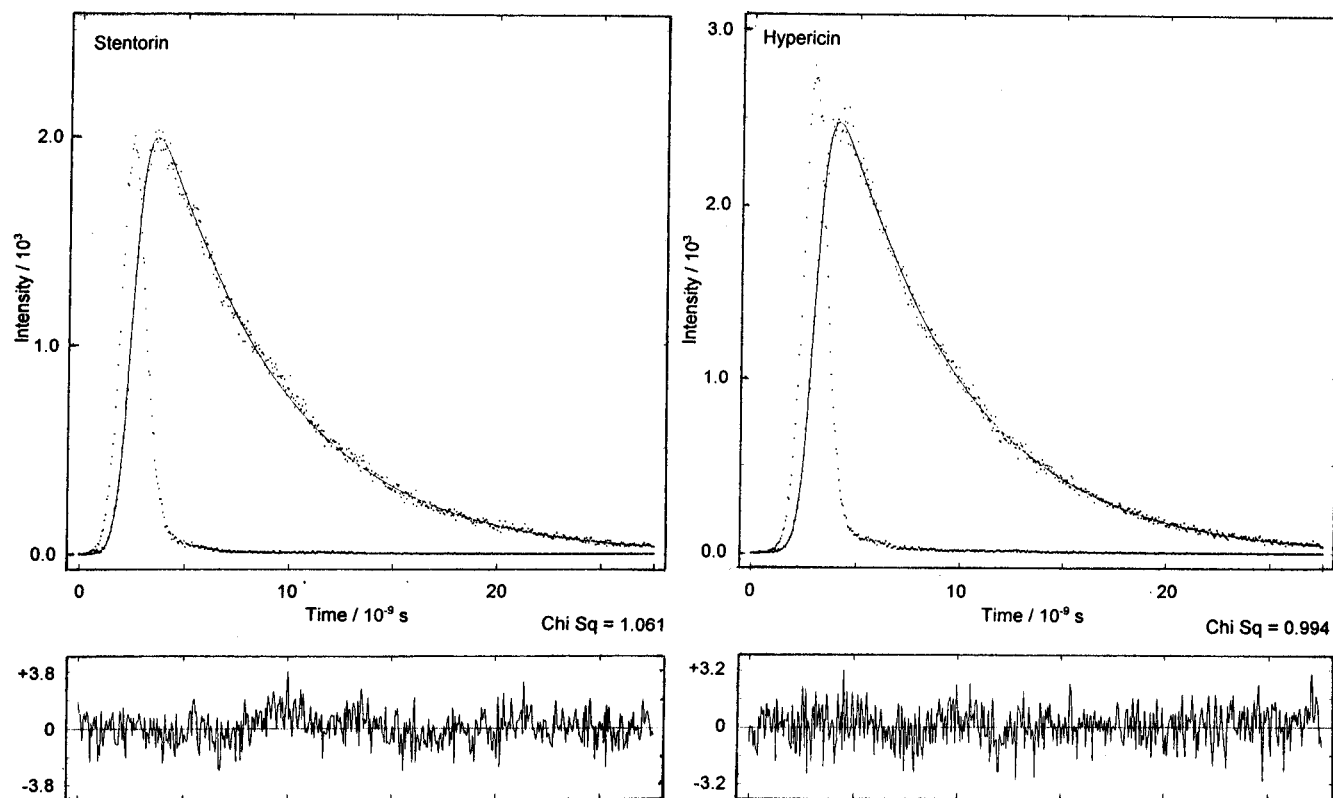 Stentorin
2.0
1.0
0.0
Intensity / 10³
0
10
20
Time / 10⁻⁹ s
Chi Sq = 1.061
+3.8
0
-3.8
Hypericin
3.0
2.0
1.0
0.0
Intensity / 10³
0
10
20
Time / 10⁻⁹ s
Chi Sq = 0.994
+3.2
0
-3.2